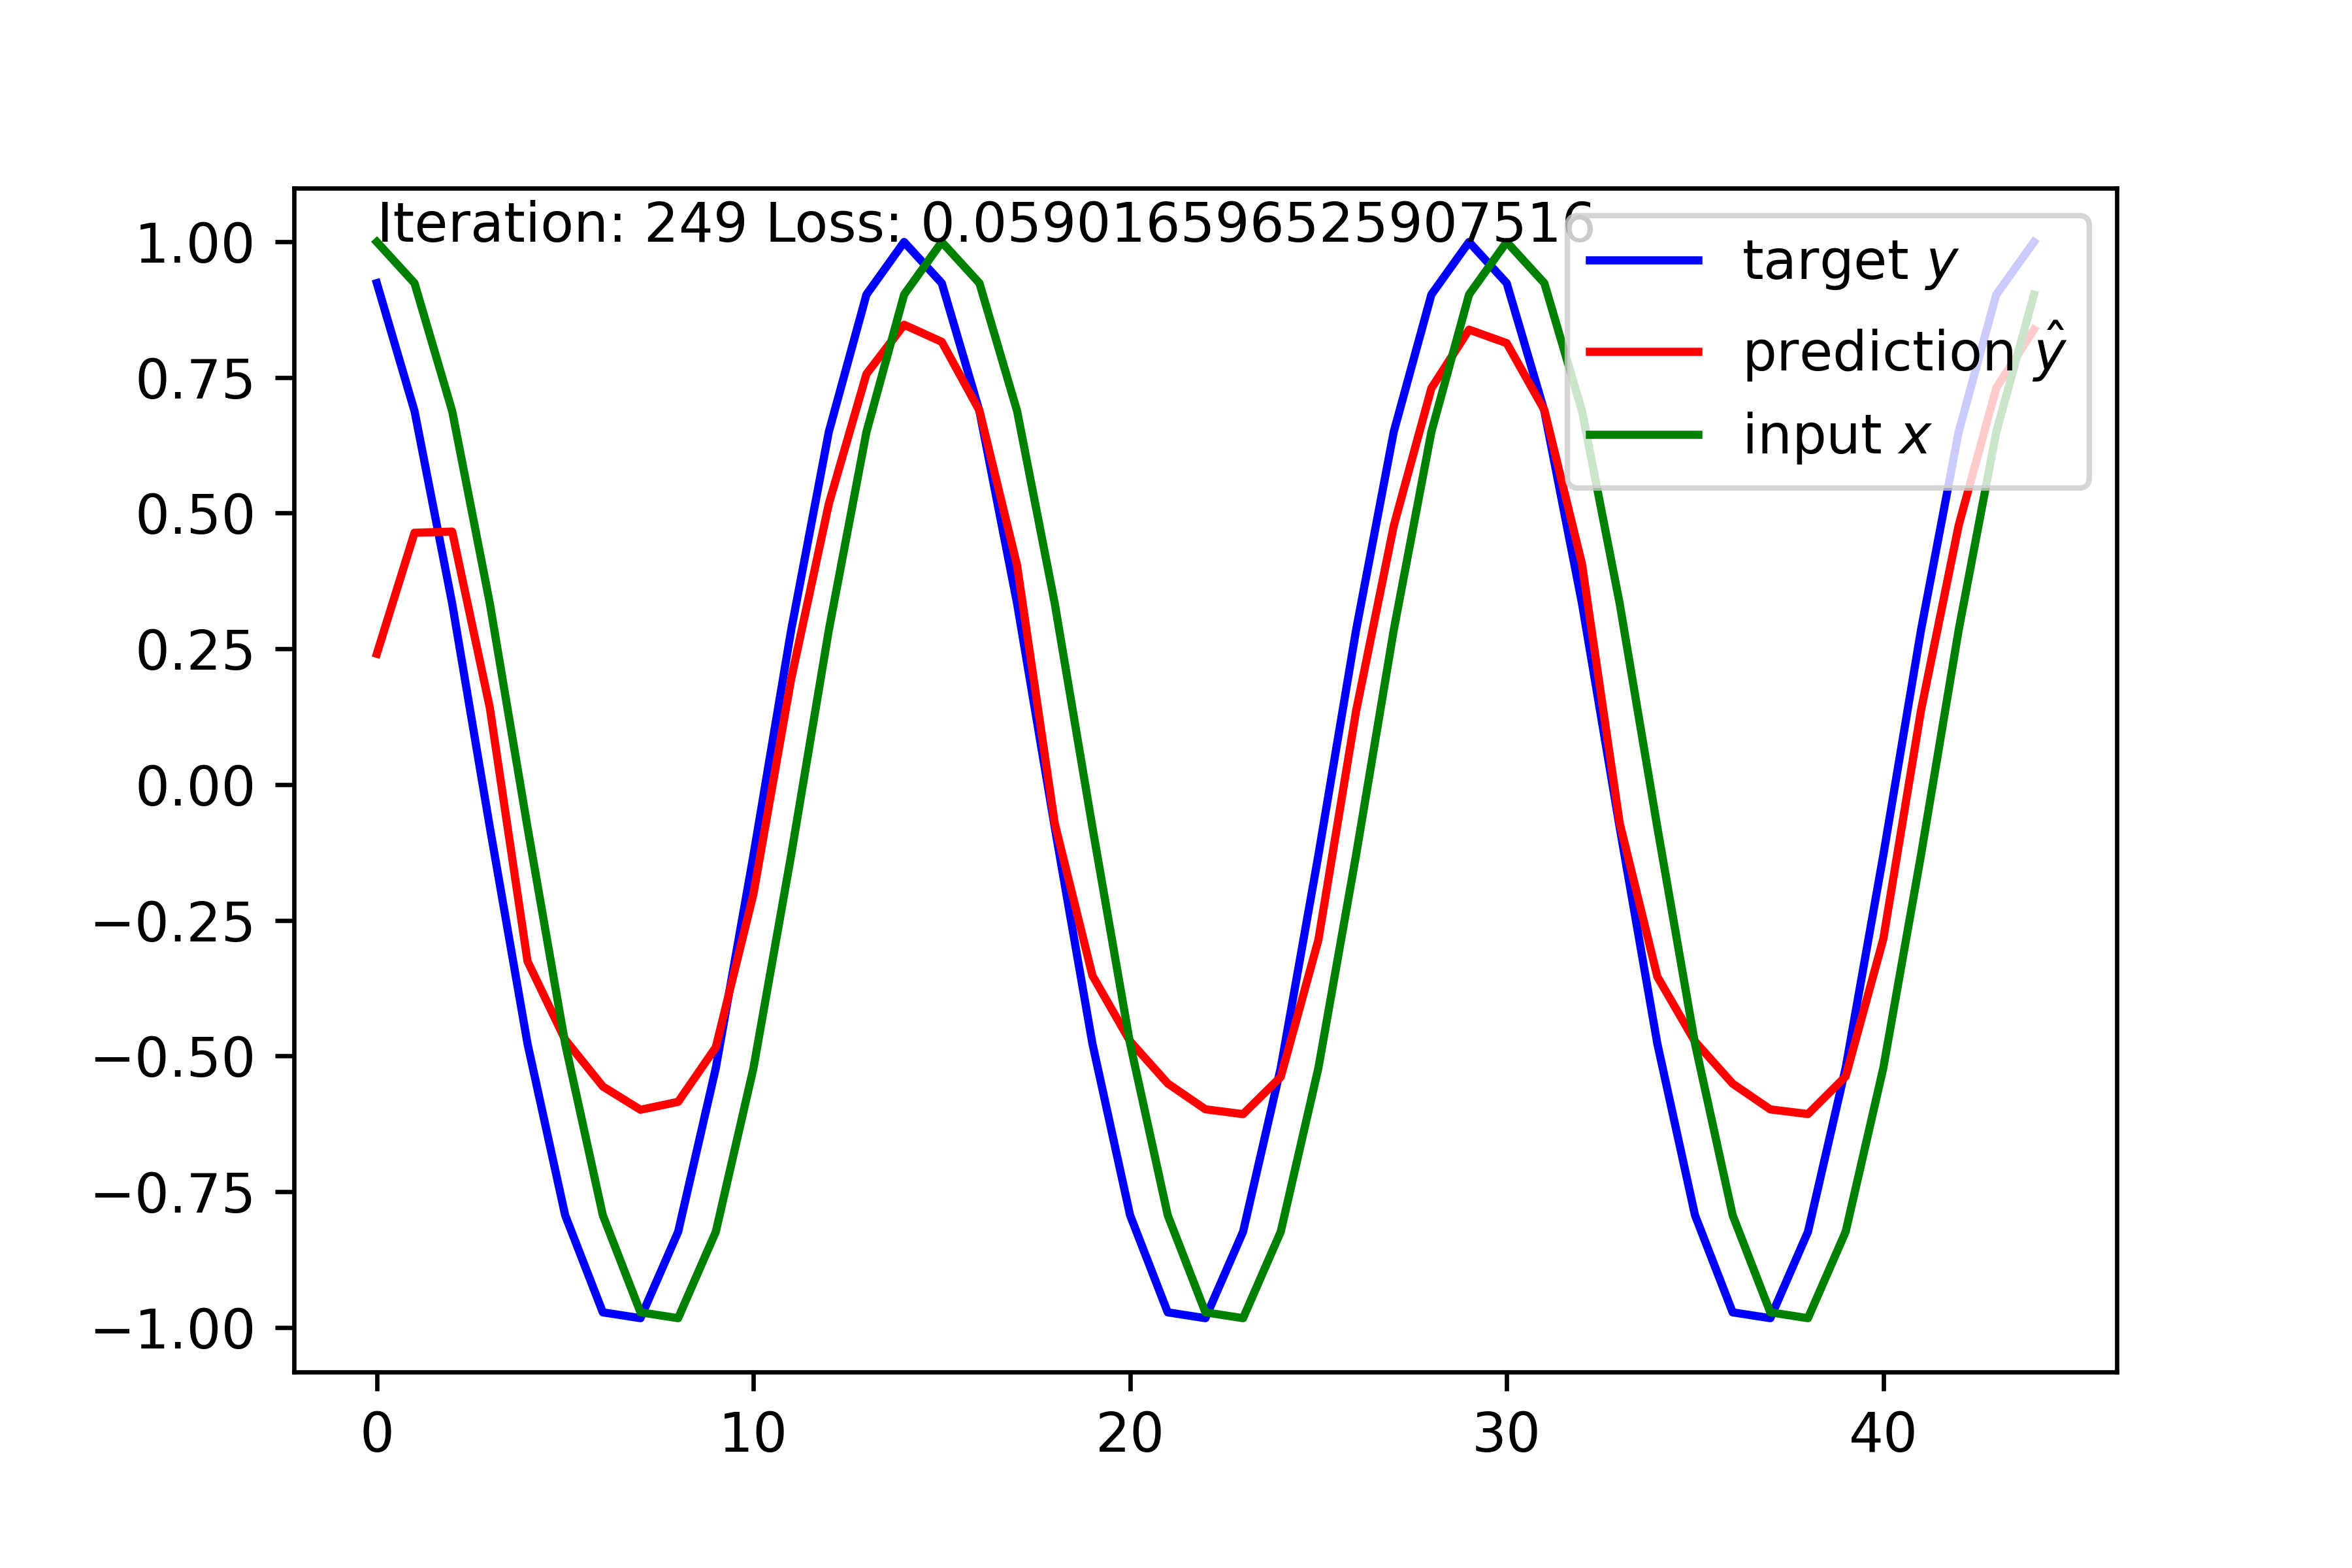 Iteration: 249 Loss: 0.059016596525907516
target y
prediction ŷ
input x
1.00
0.75
0.50
0.25
0.00
−0.25
−0.50
−0.75
−1.00
0 10 20 30 40